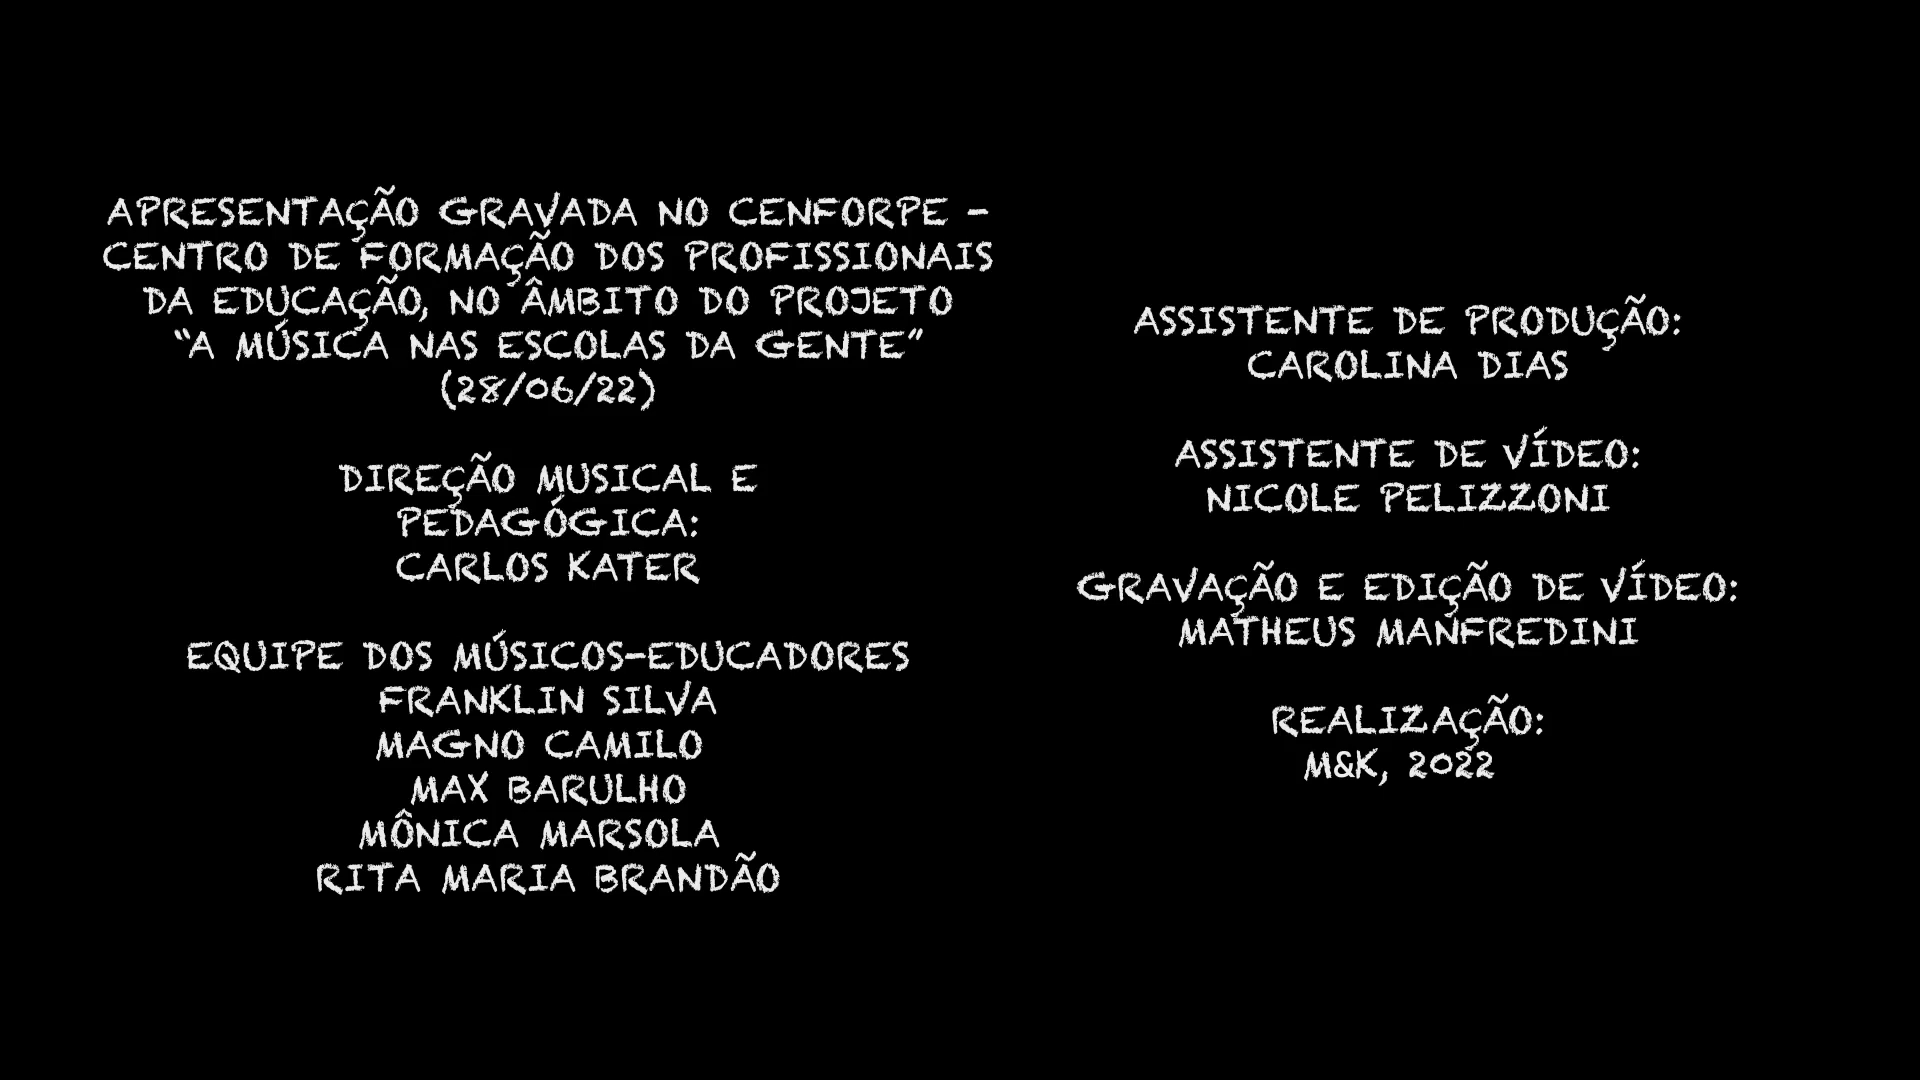 APRESENTAÇÃO GRAVADA NO CENFORPE -
CENTRO DE FORMAÇÃO DOS PROFISSIONAIS
DA EDUCAÇÃO, NO ÂMBITO DO PROJETO
“A MÚSICA NAS ESCOLAS DA GENTE”
(28/06/22)
DIREÇÃO MUSICAL E
PEDAGÓGICA:
CARLOS KATER
EQUIPE DOS MÚSICOS-EDUCADORES
FRANKLIN SILVA
MAGNO CAMILO
MAX BARULHO
MÔNICA MARSOLA
RITA MARIA BRANDÃO
ASSISTENTE DE PRODUÇÃO:
CAROLINA DIAS
ASSISTENTE DE VÍDEO:
NICOLE PELIZZONI
GRAVAÇÃO E EDIÇÃO DE VÍDEO:
MATHEUS MANFREDINI
REALIZAÇÃO:
M&K, 2022